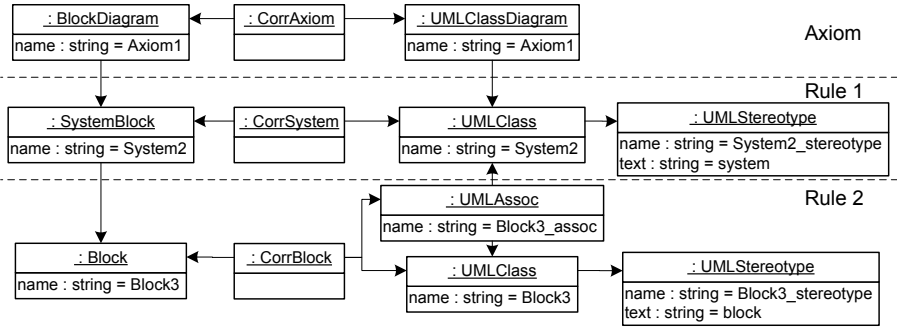 : BlockDiagram
name : string = Axiom1
: CorrAxiom
: UMLClassDiagram
name : string = Axiom1
Axiom
Rule 1
: SystemBlock
name : string = System2
: CorrSystem
: UMLClass
name : string = System2
: UMLStereotype
name : string = System2_stereotype
text : string = system
Rule 2
: UMLAssoc
name : string = Block3_assoc
: Block
name : string = Block3
: CorrBlock
: UMLClass
name : string = Block3
: UMLStereotype
name : string = Block3_stereotype
text : string = block